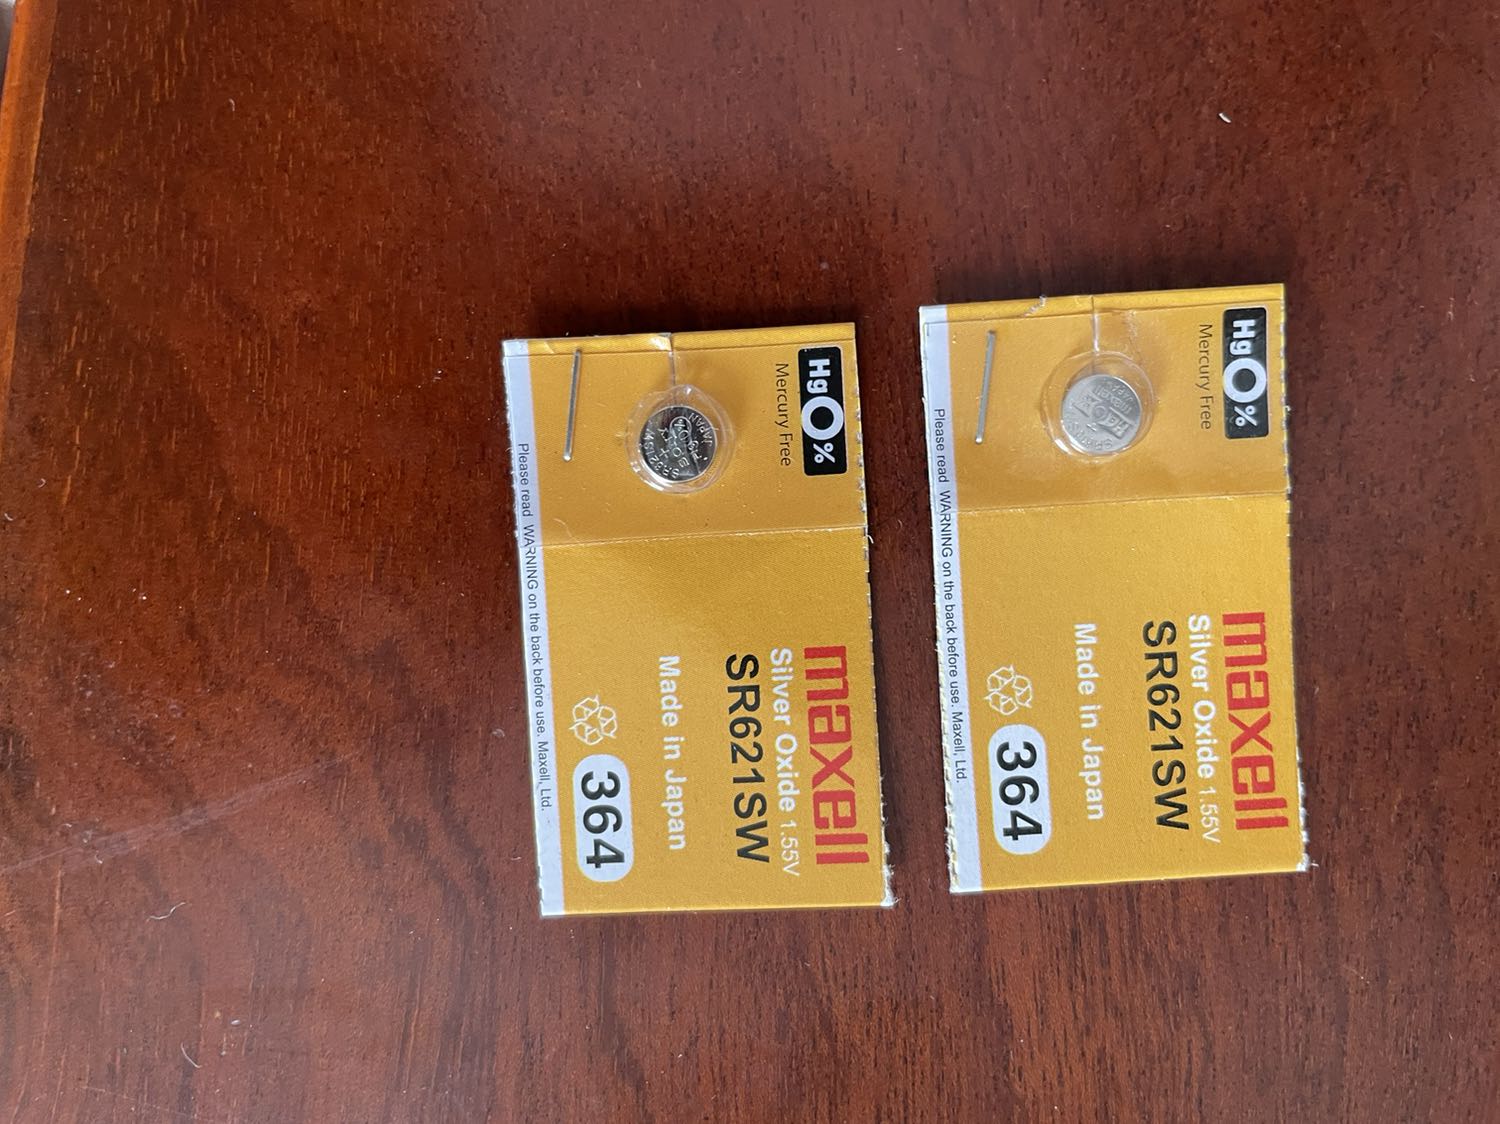 Hg0%
Mercury Free
maxell
Silver Oxide 1.55V
SR621SW
Made in Japan
364
Please read WARNING on the back before use. Maxell, Ltd.
Hg0%
Mercury Free
maxell
Silver Oxide 1.55V
SR621SW
Made in Japan
364
Please read WARNING on the back before use. Maxell, Ltd.